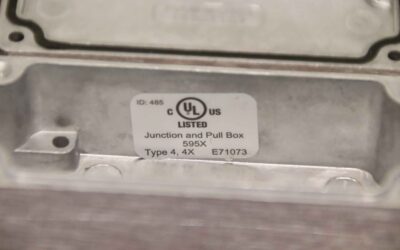 ID: 485
C UL US
LISTED
Junction and Pull Box
595X
Type 4, 4X E71073